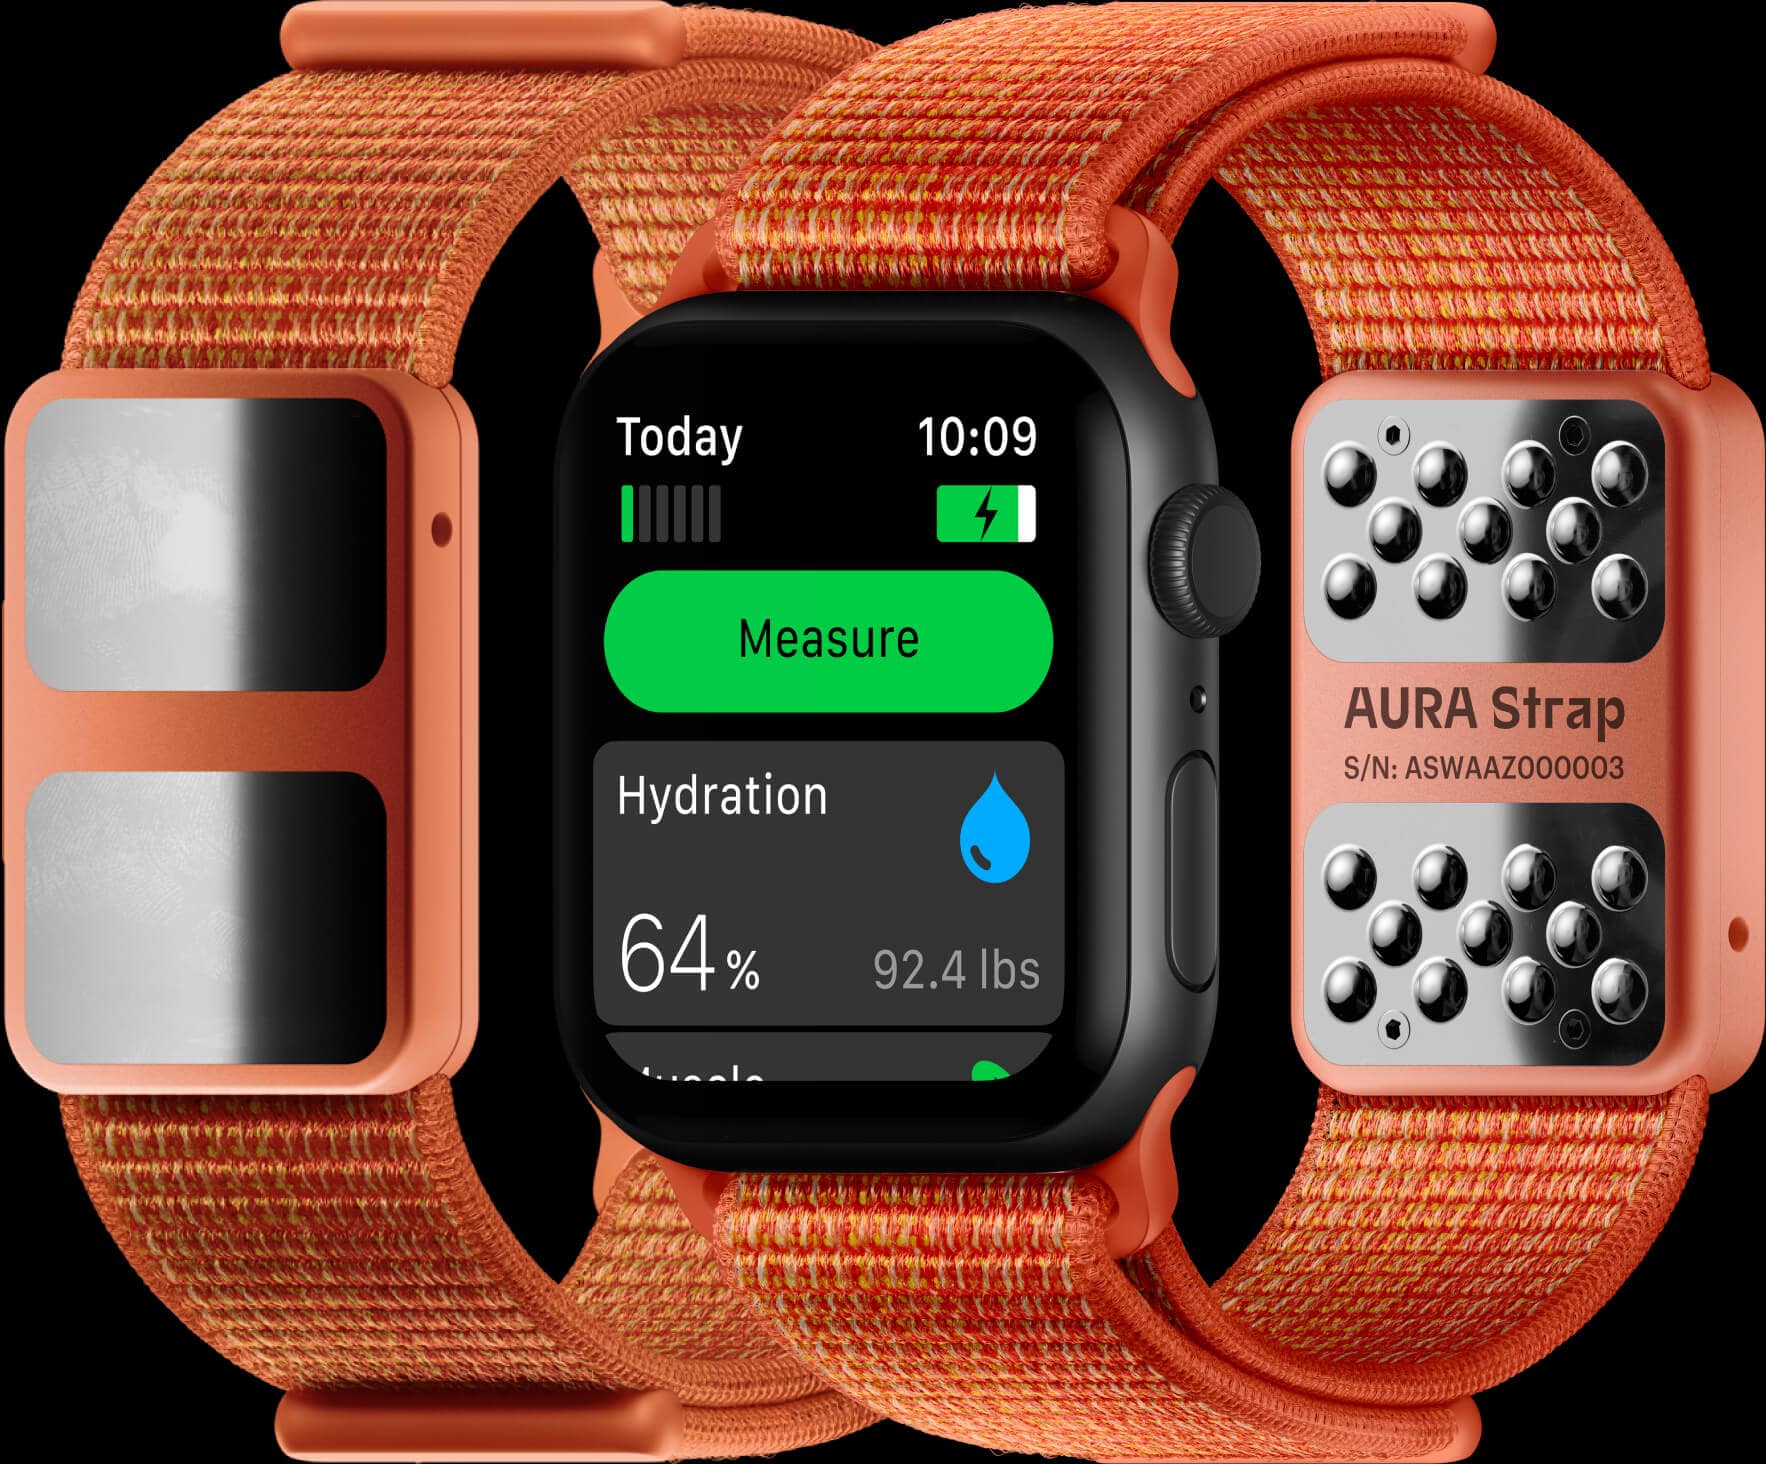 Today 10:09
Measure
Hydration
64% 92.4 lbs
AURA Strap
S/N: ASWAAZ000003